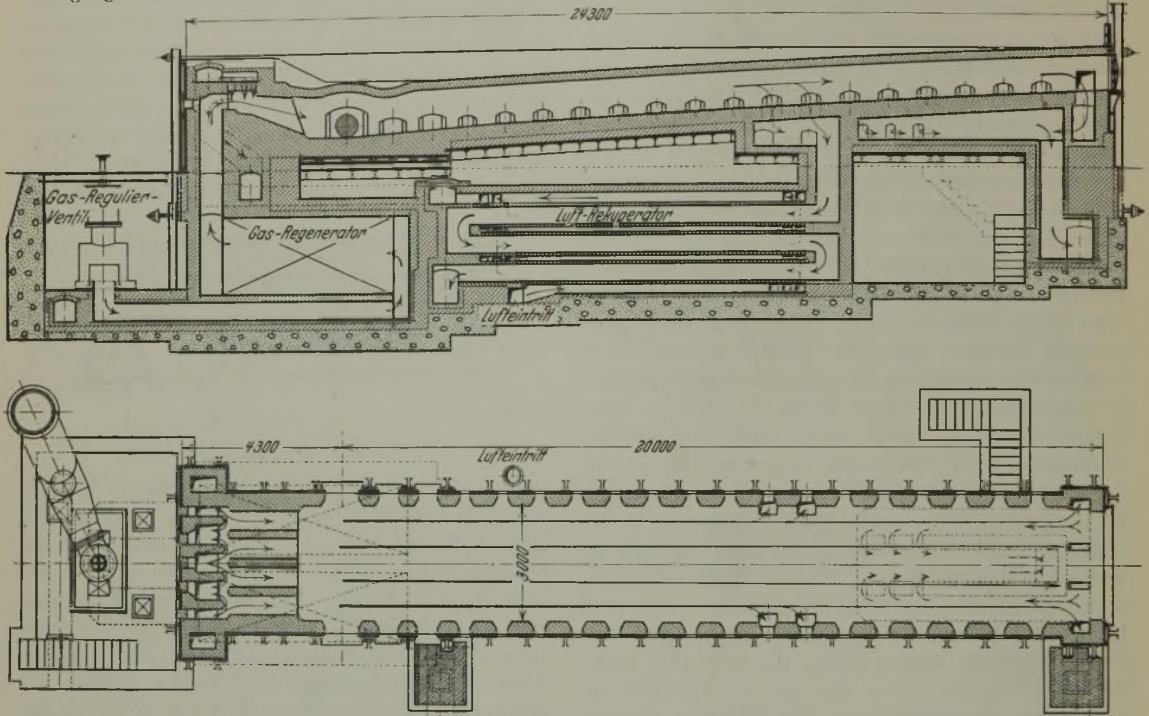 24300
Gas-Regulier-
Ventil
Gas-Regenerator
Luft-Rekuperator
Lufteintritt
4300
20000
Lufteintritt
3000